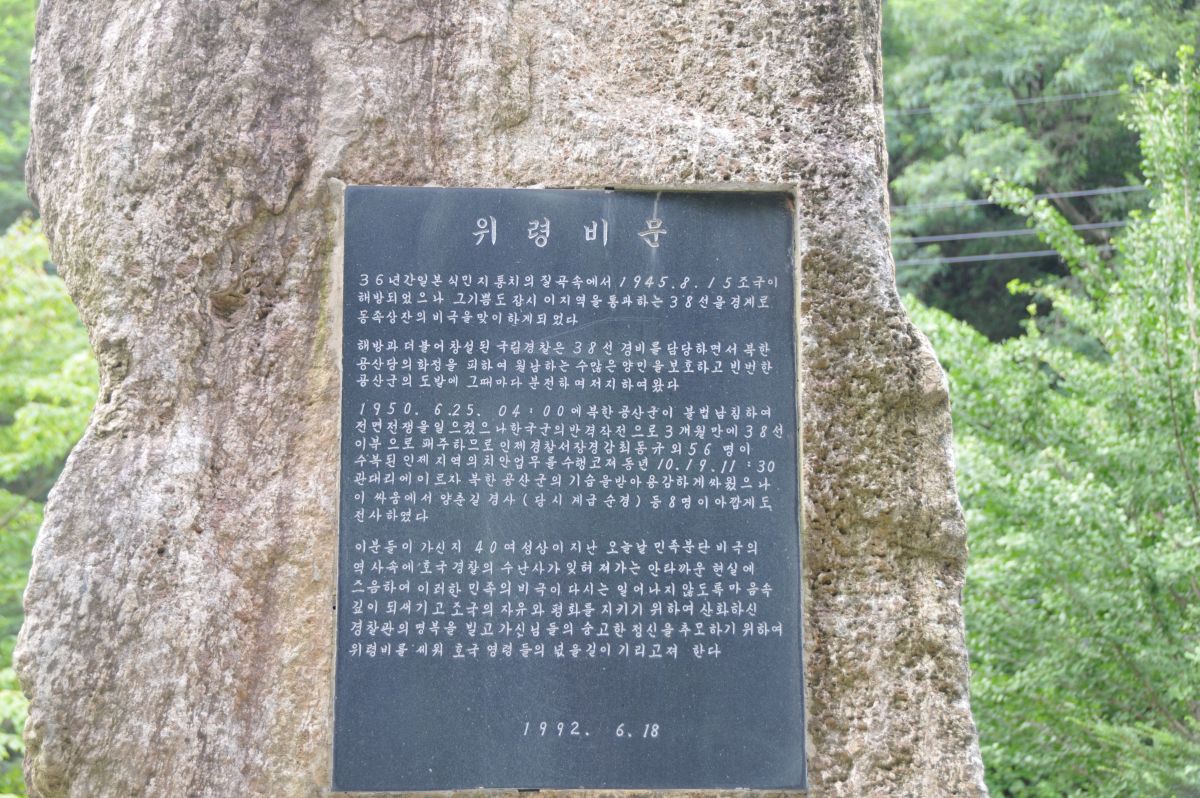 위령비문
36년간일본 식민지 통치의 질곡속에서 1945.8.15조국이
해방되었으나 그기쁨도 잠시 이지역을 통과하는 38선을경계로
동족상잔의 비극을맞이하게되었다
해방과 더불어창설된 국립경찰은 38선 경비를 담당하면서 북한
공산당의화정을 피하여 월남하는 수많은양민을보호하고 빈번한
공산군의 도발에 그때마다 분전하며저지하여왔다
1950. 6.25. 04:00에북한공산군이 불법남침하여
전면전쟁을일으켰으나한국군의반격작전으로3개월만에38선
이북으로패주하므로인제경찰서장경감최동규외56명이
수복된인제지역의치안업무를수행코져동년10.19.11:30
관대리에이르자 북한공산군의 기습을받아용감하게싸웠으나
이 싸움에서 양춘길 경사(당시 계급 순경) 등8명이아깝게도
전사하였다
이분들이 가신지 40여성상이지난 오늘날 민족분단 비극의
역사속에 호국 경찰의 수난사가잊혀져가는 안타까운 현실에
즈음하여 이러한 민족의비극이다시는 일어나지않도록마음속
깊이 되새기고조국의자유와 평화를 지키기 위하여 산화하신
경찰관의명복을 빌고가신님들의 숭고한정신을추모하기위하여
위령비를 세워 호국 영령들의 넋을길이기리고져 한다
1992. 6.18